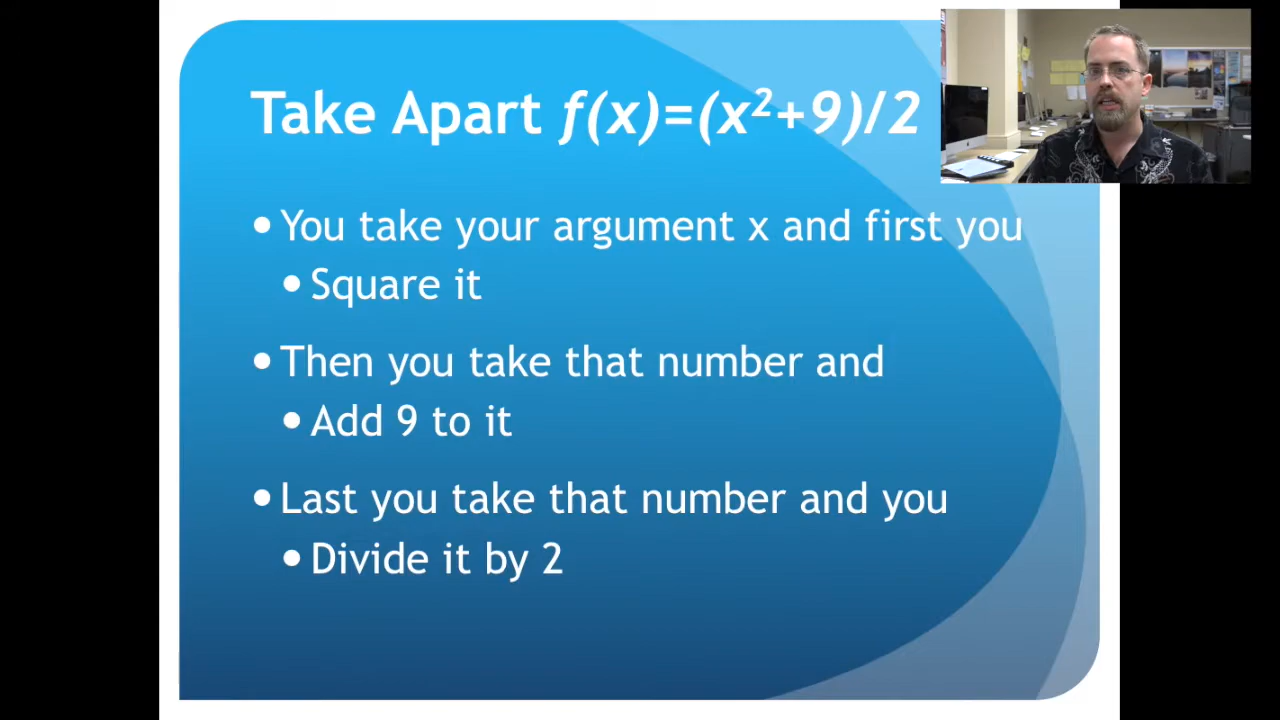 Take Apart f(x)=(x²+9)/2
• You take your argument x and first you
• Square it
• Then you take that number and
• Add 9 to it
• Last you take that number and you
• Divide it by 2